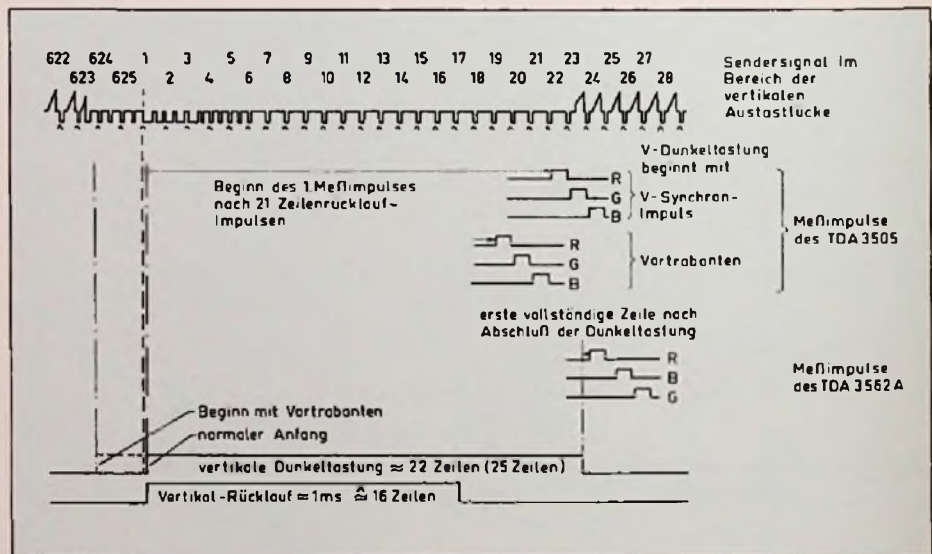 622 624 1 3 5 7 9 11 13 15 17 19 21 23 25 27
623 625 2 4 6 8 10 12 14 16 18 20 22 24 26 28
Sendersignal im
Bereich der
vertikalen
Austastlücke
V-Dunkeltastung
beginnt mit
Beginn des 1.Meßimpulses
nach 21 Zeilenrücklauf-
Impulsen
R
G
B
V-Synchron-
Impuls
Meßimpulse
des TDA 3505
R
G
B
Vortrabanten
erste vollständige Zeile nach
Abschluß der Dunkeltastung
R
B
G
Meßimpulse
des TDA 3562 A
Beginn mit Vortrabanten
normaler Anfang
vertikale Dunkeltastung ≈ 22 Zeilen (25 Zeilen)
Vertikal-Rücklauf ≈ 1ms ≙ 16 Zeilen